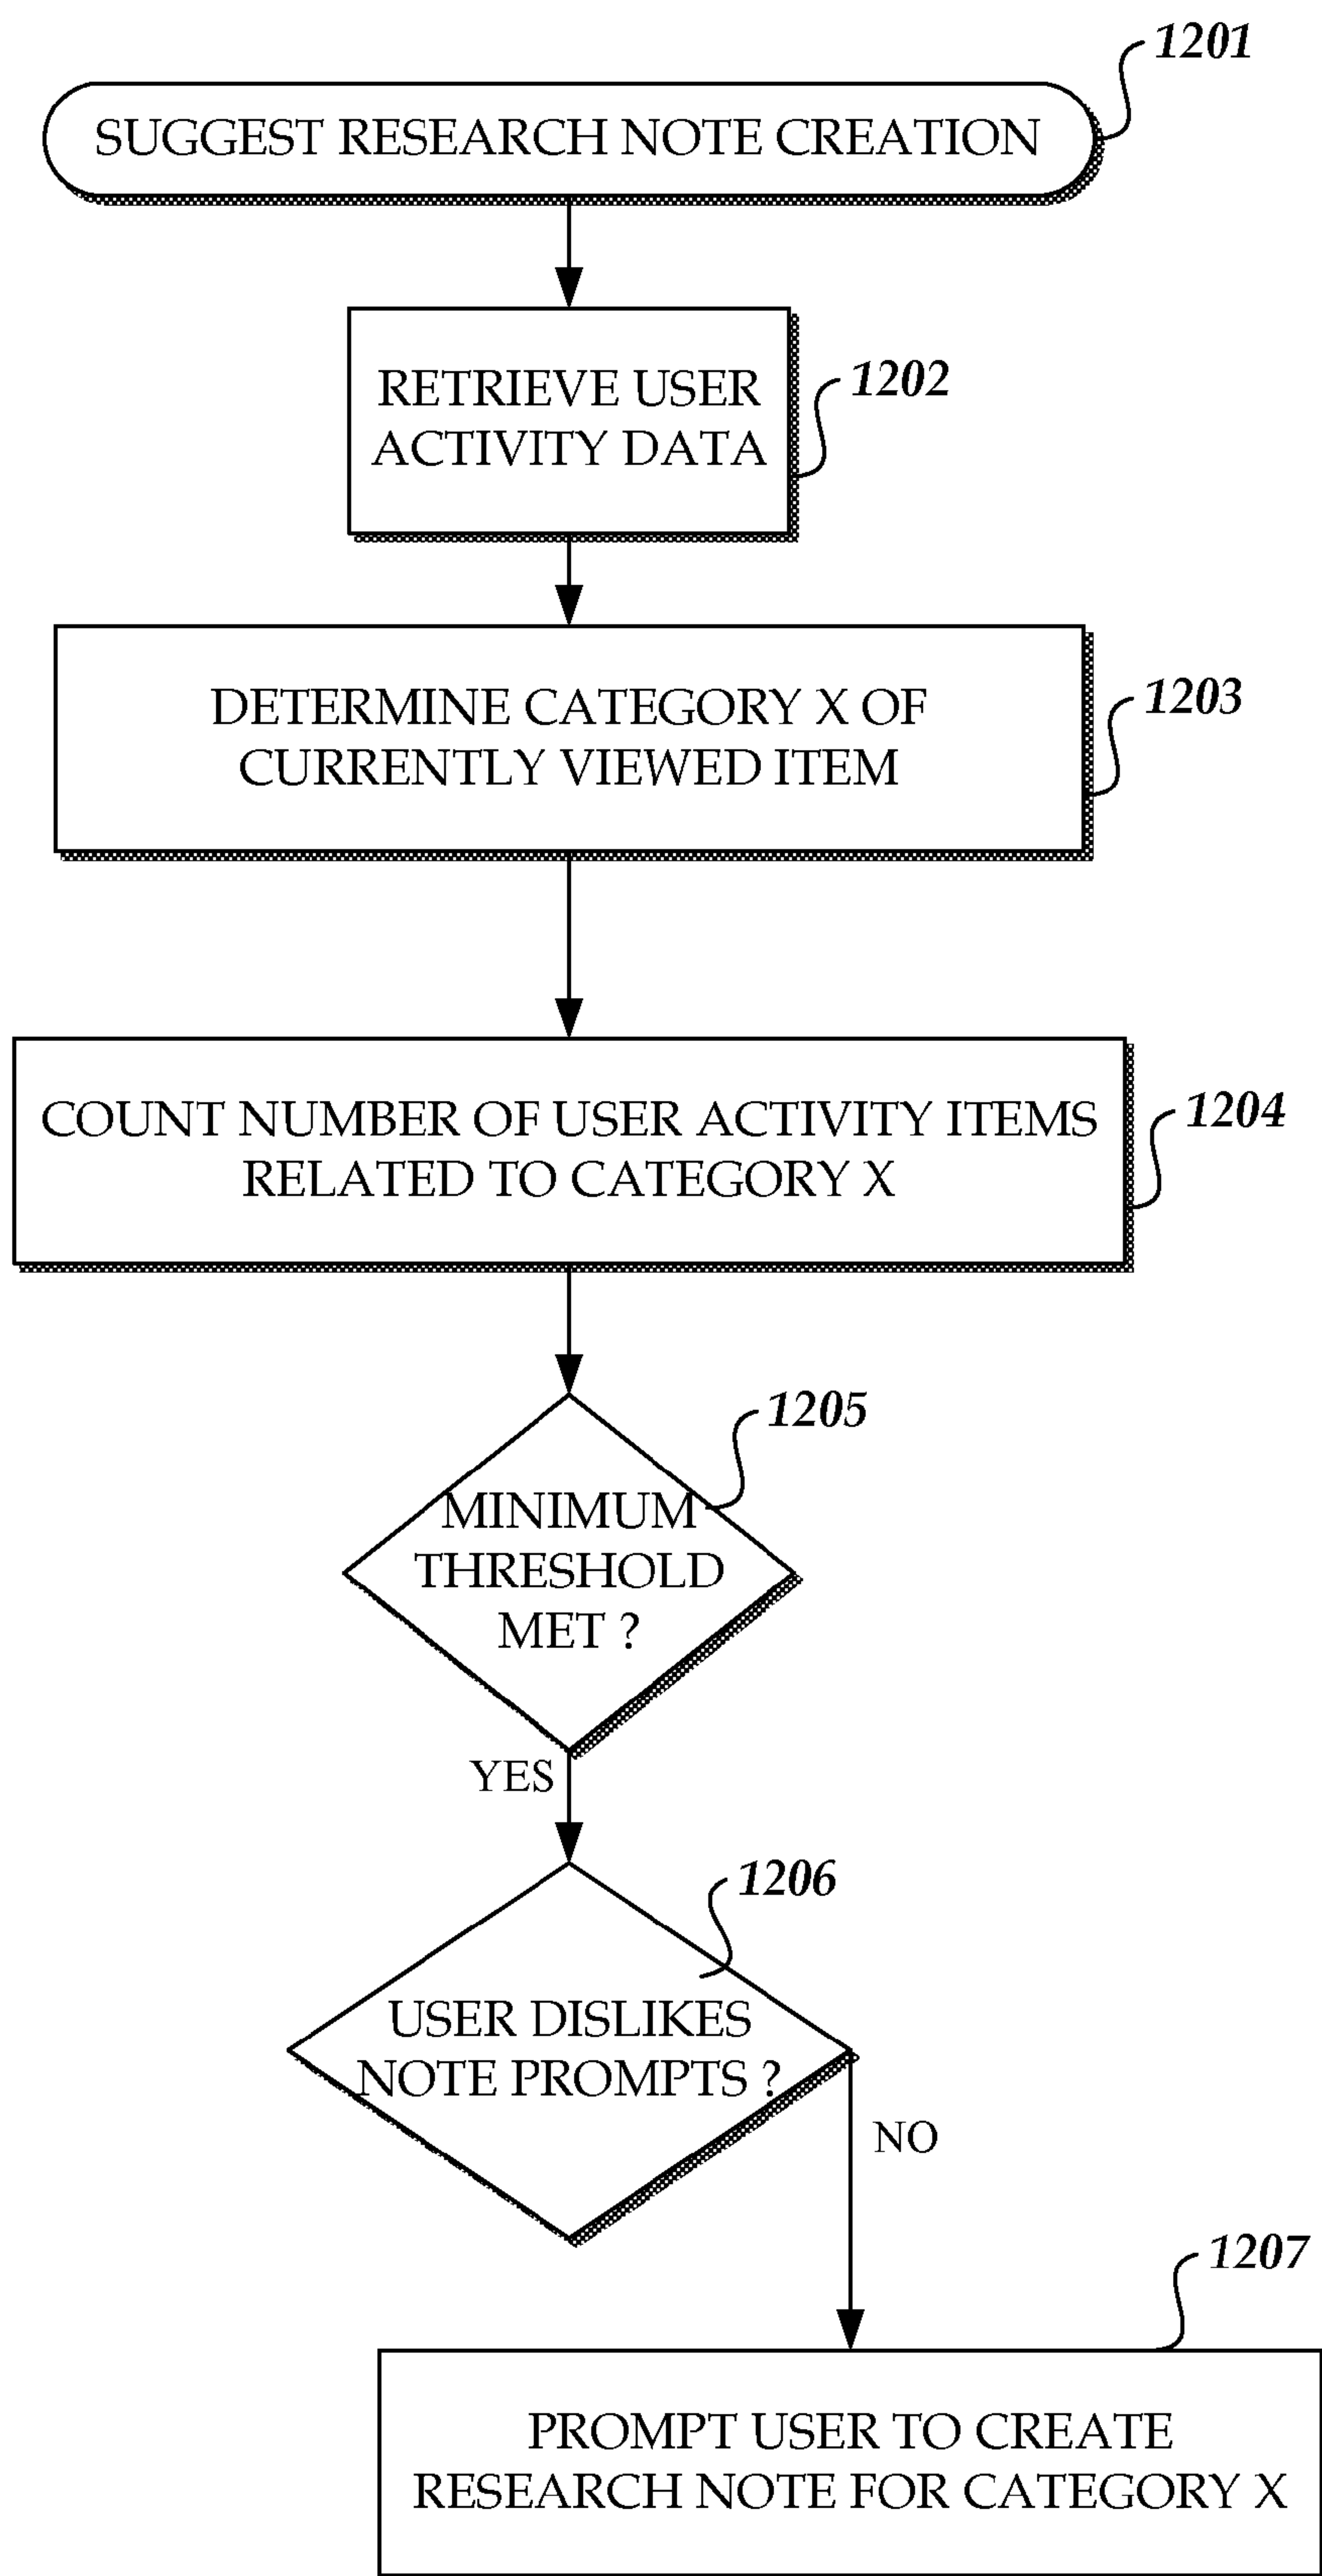 1201
SUGGEST RESEARCH NOTE CREATION
RETRIEVE USER
ACTIVITY DATA
1202
DETERMINE CATEGORY X OF
CURRENTLY VIEWED ITEM
1203
COUNT NUMBER OF USER ACTIVITY ITEMS
RELATED TO CATEGORY X
1204
1205
MINIMUM
THRESHOLD
MET ?
YES
1206
USER DISLIKES
NOTE PROMPTS ?
NO
1207
PROMPT USER TO CREATE
RESEARCH NOTE FOR CATEGORY X